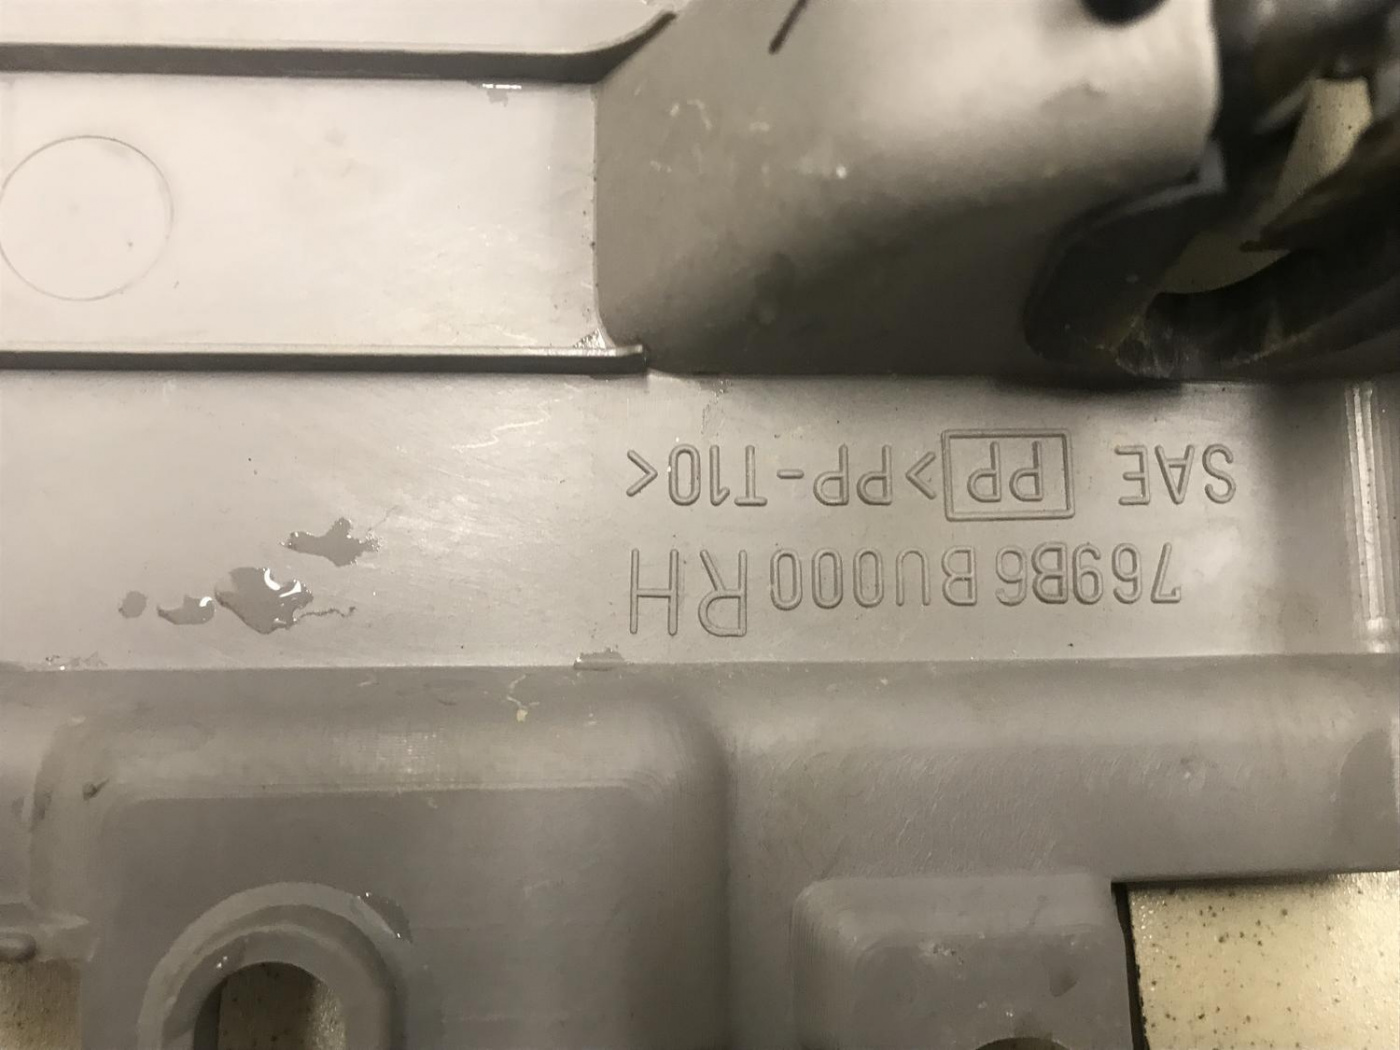 769B6 BU000 RH
SAE PP >PP-T10<